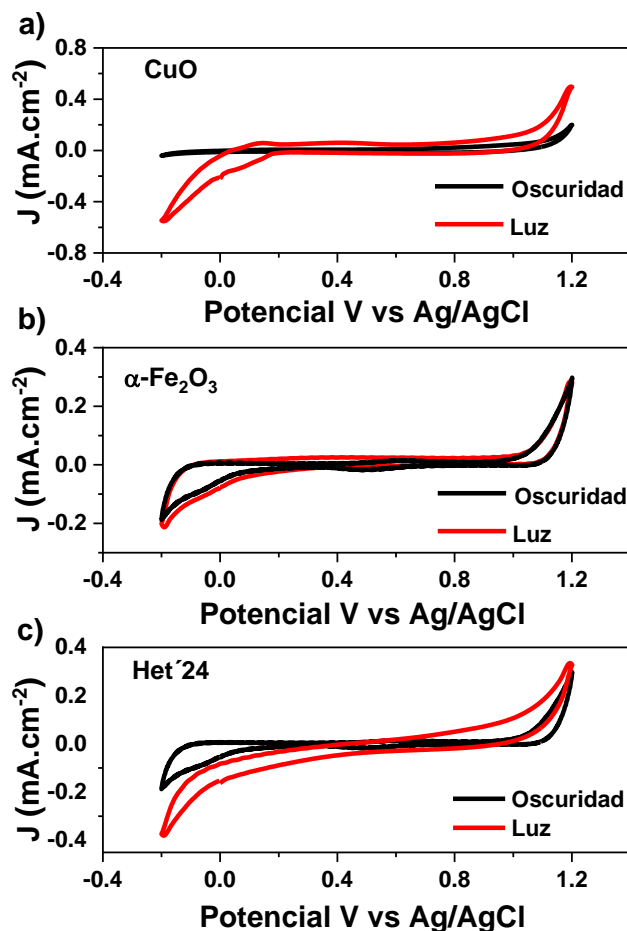 a)
CuO
J (mA.cm-2)
0.8
0.4
0.0
-0.4
-0.8
Oscuridad
Luz
-0.4 0.0 0.4 0.8 1.2
Potencial V vs Ag/AgCl
b)
α-Fe2O3
J (mA.cm-2)
0.4
0.2
0.0
-0.2
Oscuridad
Luz
-0.4 0.0 0.4 0.8 1.2
Potencial V vs Ag/AgCl
c)
Het´24
J (mA.cm-2)
0.4
0.2
0.0
-0.2
-0.4
Oscuridad
Luz
-0.4 0.0 0.4 0.8 1.2
Potencial V vs Ag/AgCl